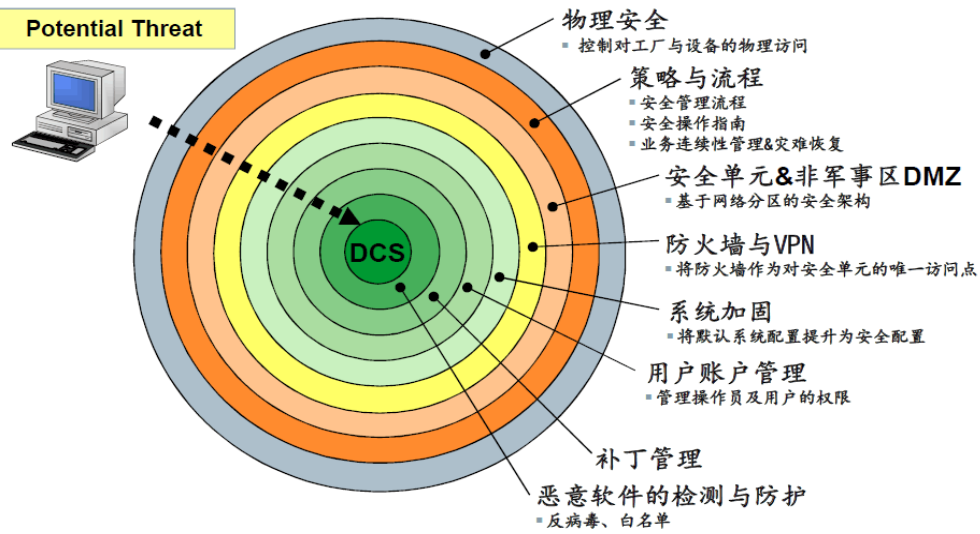 Potential Threat
物理安全
控制对工厂与设备的物理访问
策略与流程
安全管理流程
安全操作指南
业务连续性管理&灾难恢复
安全单元&非军事区DMZ
基于网络分区的安全架构
防火墙与VPN
将防火墙作为对安全单元的唯一访问点
DCS
系统加固
将默认系统配置提升为安全配置
用户账户管理
管理操作员及用户的权限
补丁管理
恶意软件的检测与防护
反病毒、白名单